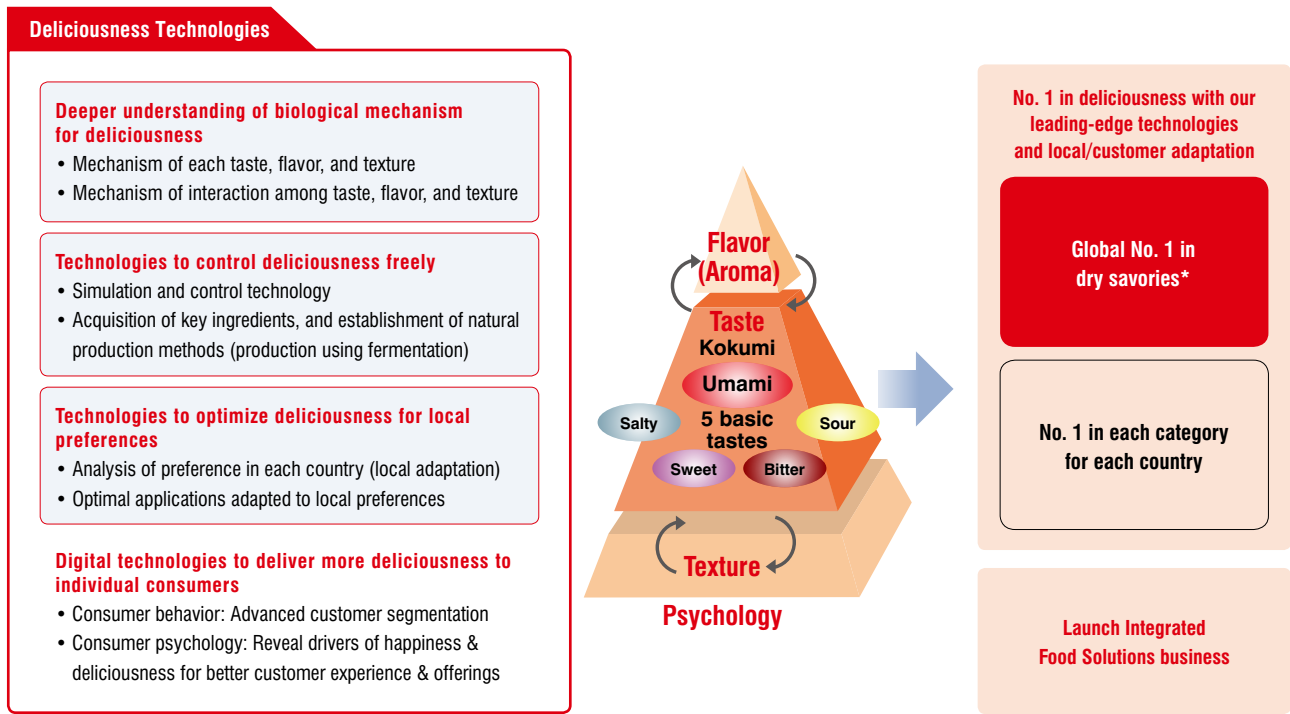 Deliciousness Technologies
Deeper understanding of biological mechanism
for deliciousness
• Mechanism of each taste, flavor, and texture
• Mechanism of interaction among taste, flavor, and texture
Technologies to control deliciousness freely
• Simulation and control technology
• Acquisition of key ingredients, and establishment of natural
production methods (production using fermentation)
Technologies to optimize deliciousness for local
preferences
• Analysis of preference in each country (local adaptation)
• Optimal applications adapted to local preferences
Digital technologies to deliver more deliciousness to
individual consumers
• Consumer behavior: Advanced customer segmentation
• Consumer psychology: Reveal drivers of happiness &
deliciousness for better customer experience & offerings
Flavor
(Aroma)
Taste
Kokumi
Umami
Salty
5 basic
tastes
Sour
Sweet
Bitter
Texture
Psychology
No. 1 in deliciousness with our
leading-edge technologies
and local/customer adaptation
Global No. 1 in
dry savories*
No. 1 in each category
for each country
Launch Integrated
Food Solutions business